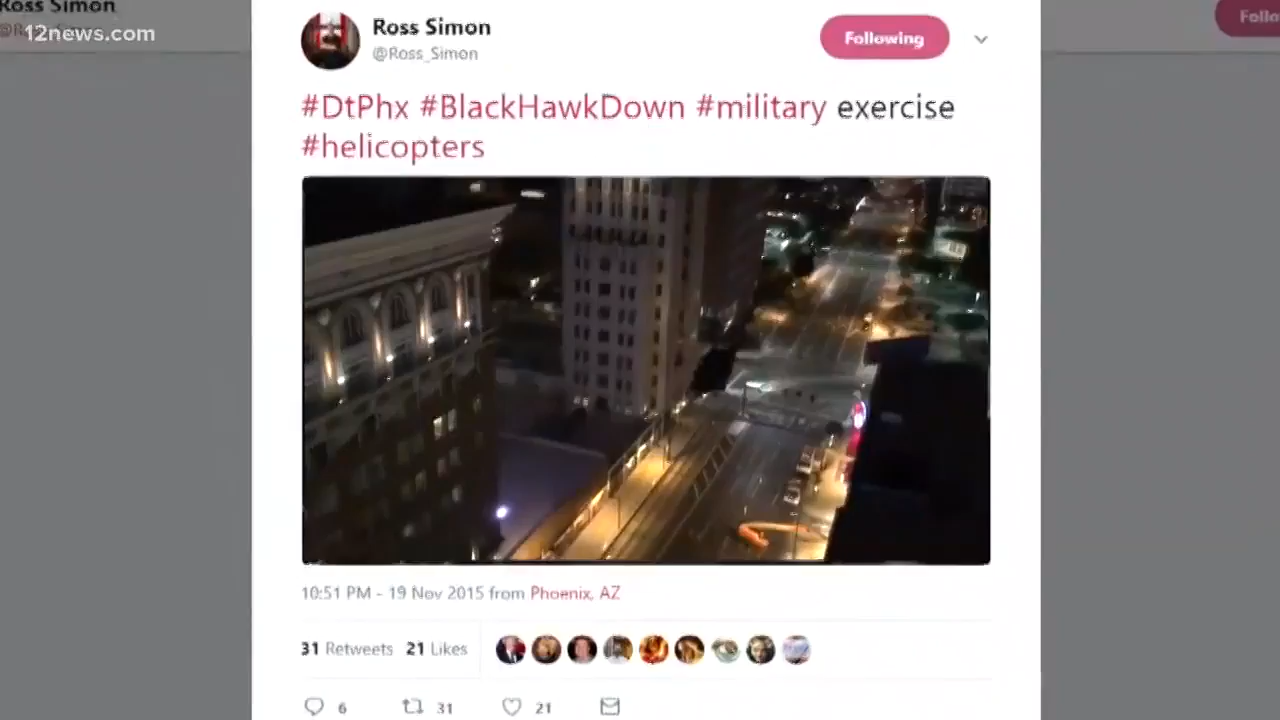 Ross Simon
12news.com
Follo
Ross Simon
@Ross_Simon
Following
#DtPhx #BlackHawkDown #military exercise
#helicopters
10:51 PM - 19 Nov 2015 from Phoenix, AZ
31 Retweets 21 Likes
6 31 21